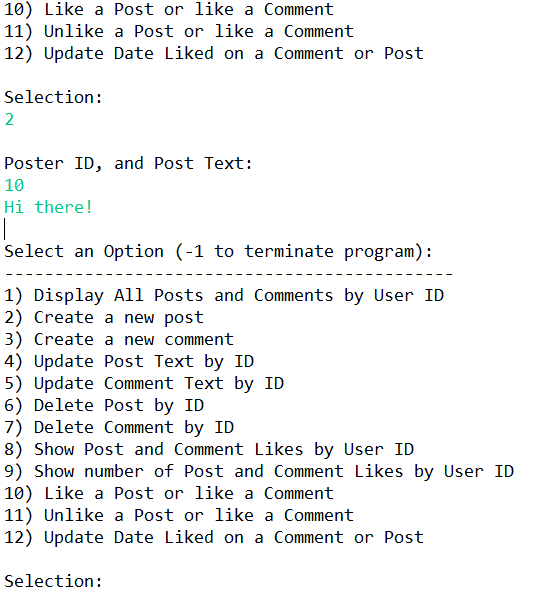 10) Like a Post or like a Comment
11) Unlike a Post or like a Comment
12) Update Date Liked on a Comment or Post
Selection:
2
Poster ID, and Post Text:
10
Hi there!
Select an Option (-1 to terminate program):
---------------------------------------------
1) Display All Posts and Comments by User ID
2) Create a new post
3) Create a new comment
4) Update Post Text by ID
5) Update Comment Text by ID
6) Delete Post by ID
7) Delete Comment by ID
8) Show Post and Comment Likes by User ID
9) Show number of Post and Comment Likes by User ID
10) Like a Post or like a Comment
11) Unlike a Post or like a Comment
12) Update Date Liked on a Comment or Post
Selection: